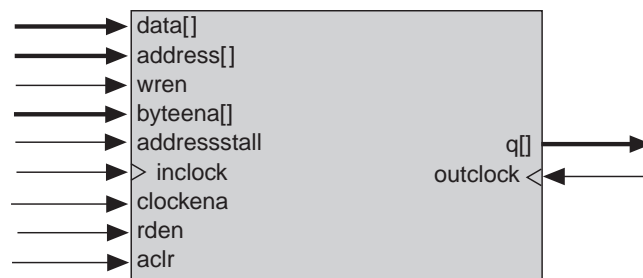 data[]
address[]
wren
byteena[]
addressstall
q[]
inclock
outclock
clockena
rden
aclr